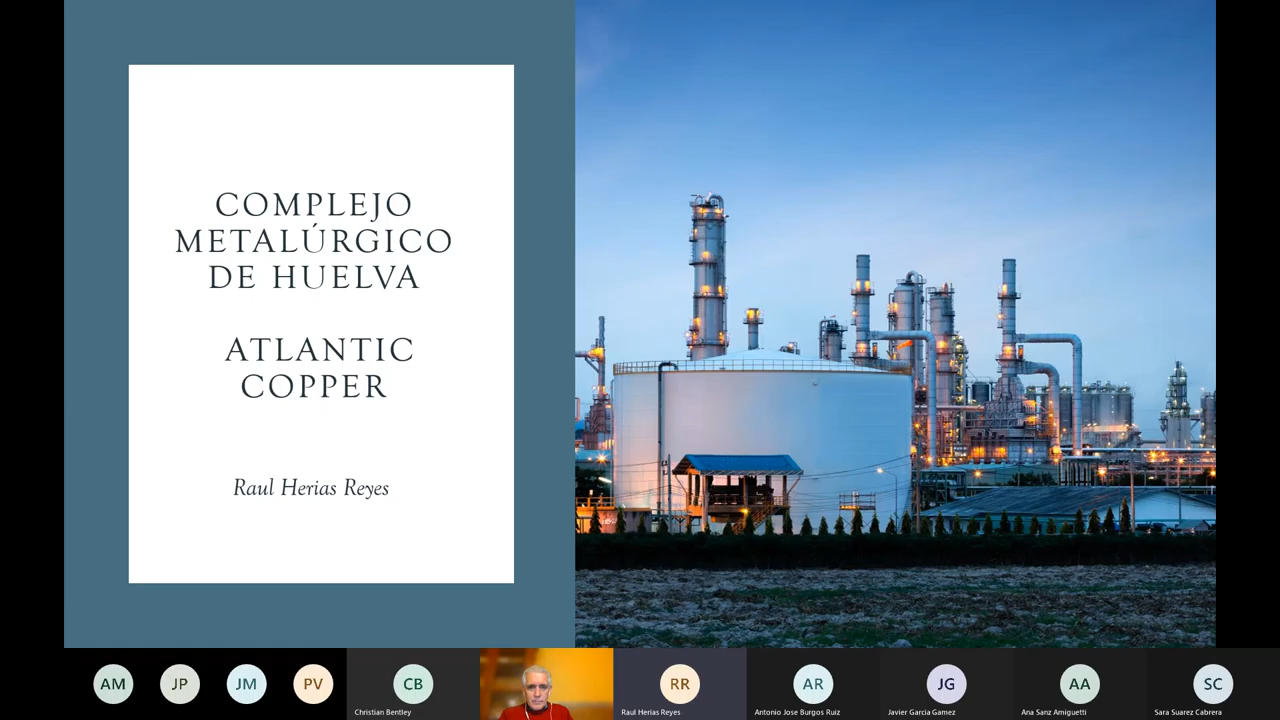 COMPLEJO
METALÚRGICO
DE HUELVA
ATLANTIC
COPPER
Raul Herias Reyes
AM
JP
JM
PV
CB
Christian Bentley
RR
Raul Herias Reyes
AR
Antonio Jose Burgos Ruiz
JG
Javier Garcia Gamez
AA
Ana Sanz Amiguetti
SC
Sara Suarez Cabrera